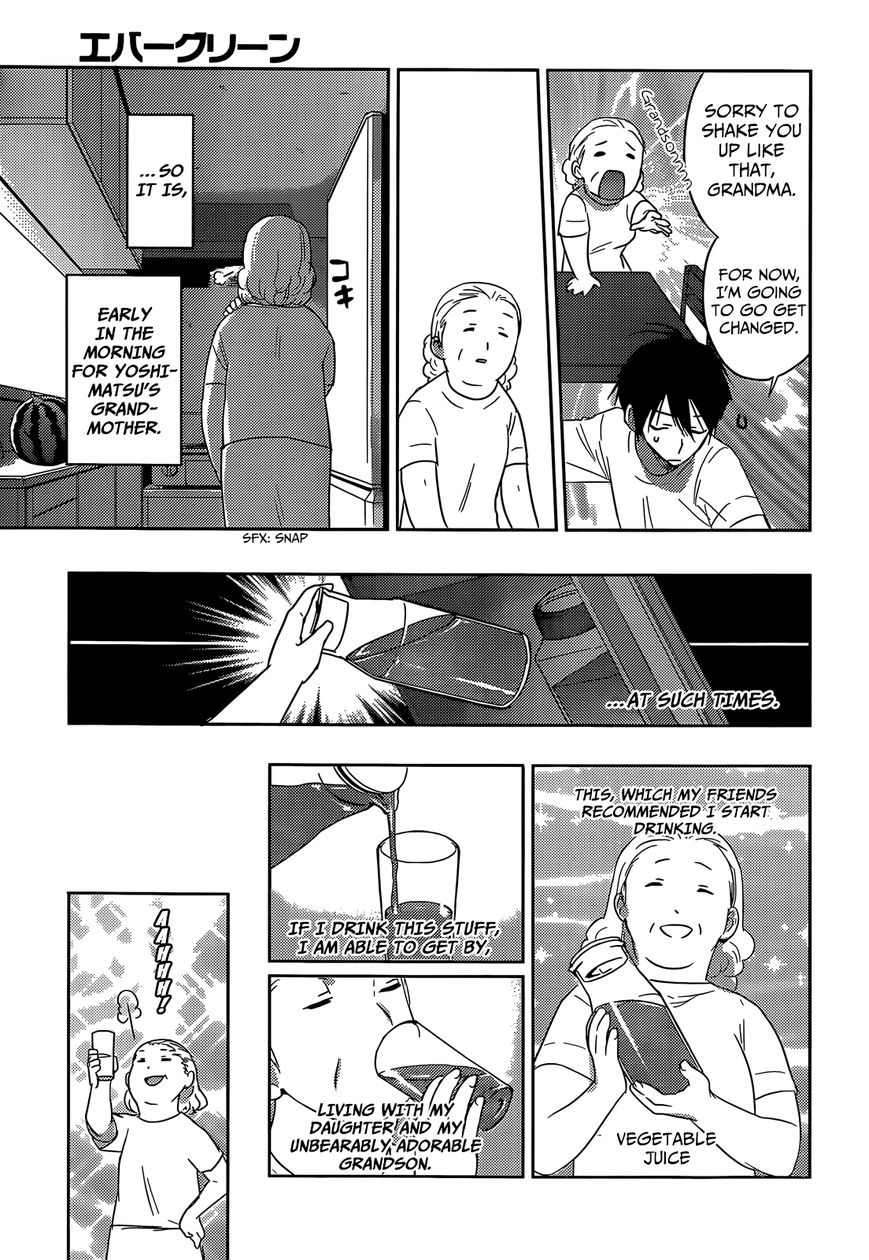 エバーグリーン
SORRY TO
SHAKE YOU
UP LIKE
THAT,
GRANDMA.
Grandsonnnn
FOR NOW,
I'M GOING
TO GO GET
CHANGED.
...SO
IT IS,
コキ
EARLY
IN THE
MORNING
FOR YOSHI-
MATSU'S
GRAND-
MOTHER.
SFX: SNAP
...AT SUCH TIMES.
THIS, WHICH MY FRIENDS
RECOMMENDED I START
DRINKING.
VEGETABLE
JUICE
IF I DRINK THIS STUFF,
I AM ABLE TO GET BY,
LIVING WITH MY
DAUGHTER AND MY
UNBEARABLY ADORABLE
GRANDSON.
AAHHH!